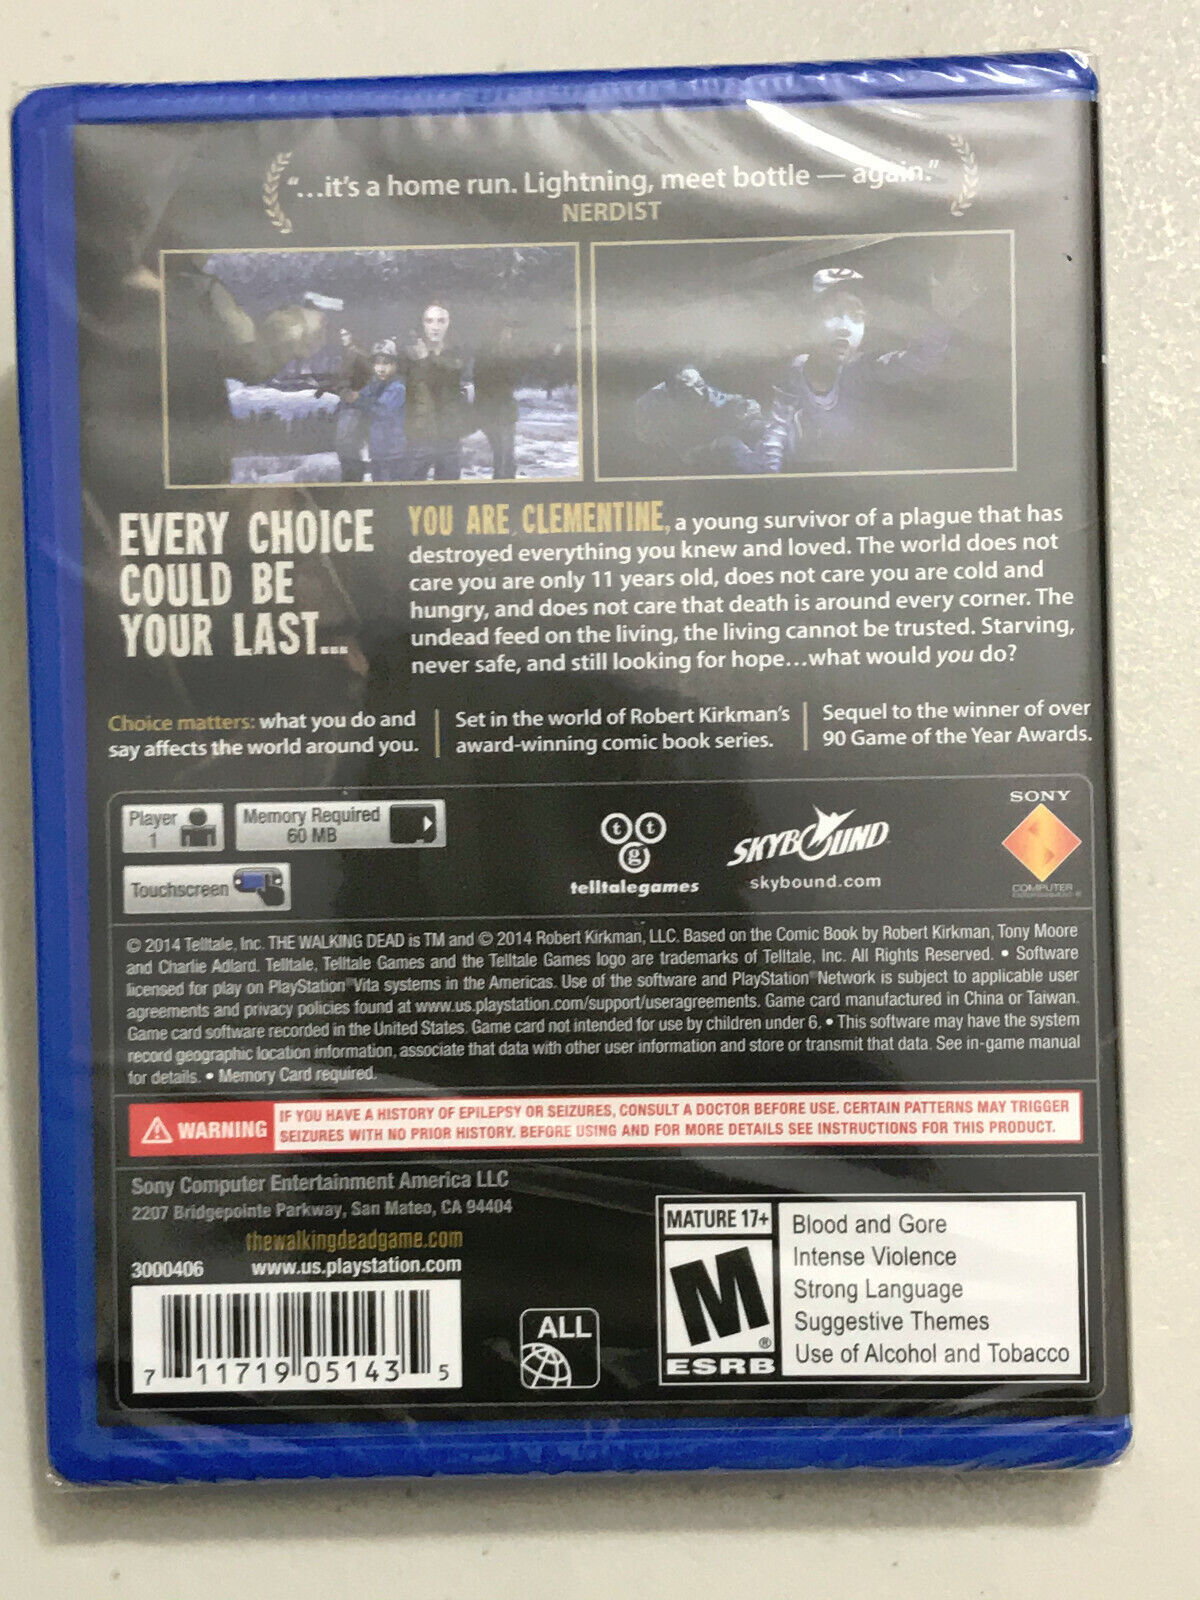 “...it's a home run. Lightning, meet bottle — again.”
NERDIST
EVERY CHOICE
COULD BE
YOUR LAST...
YOU ARE CLEMENTINE, a young survivor of a plague that has
destroyed everything you knew and loved. The world does not
care you are only 11 years old, does not care you are cold and
hungry, and does not care that death is around every corner. The
undead feed on the living, the living cannot be trusted. Starving,
never safe, and still looking for hope...what would you do?
Choice matters: what you do and
say affects the world around you.
Set in the world of Robert Kirkman's
award-winning comic book series.
Sequel to the winner of over
90 Game of the Year Awards.
Player
1
Memory Required
60 MB
Touchscreen
t t
g
telltalegames
SKYBOUND
skybound.com
SONY
COMPUTER
ENTERTAINMENT®
© 2014 Telltale, Inc. THE WALKING DEAD is TM and © 2014 Robert Kirkman, LLC. Based on the Comic Book by Robert Kirkman, Tony Moore
and Charlie Adlard. Telltale, Telltale Games and the Telltale Games logo are trademarks of Telltale, Inc. All Rights Reserved. • Software
licensed for play on PlayStation®Vita systems in the Americas. Use of the software and PlayStation®Network is subject to applicable user
agreements and privacy policies found at www.us.playstation.com/support/useragreements. Game card manufactured in China or Taiwan.
Game card software recorded in the United States. Game card not intended for use by children under 6. • This software may have the system
record geographic location information, associate that data with other user information and store or transmit that data. See in-game manual
for details. • Memory Card required.
WARNING
IF YOU HAVE A HISTORY OF EPILEPSY OR SEIZURES, CONSULT A DOCTOR BEFORE USE. CERTAIN PATTERNS MAY TRIGGER
SEIZURES WITH NO PRIOR HISTORY. BEFORE USING AND FOR MORE DETAILS SEE INSTRUCTIONS FOR THIS PRODUCT.
Sony Computer Entertainment America LLC
2207 Bridgepointe Parkway, San Mateo, CA 94404
thewalkingdeadgame.com
3000406 www.us.playstation.com
7 11719 05143 5
ALL
MATURE 17+
M®
ESRB
Blood and Gore
Intense Violence
Strong Language
Suggestive Themes
Use of Alcohol and Tobacco